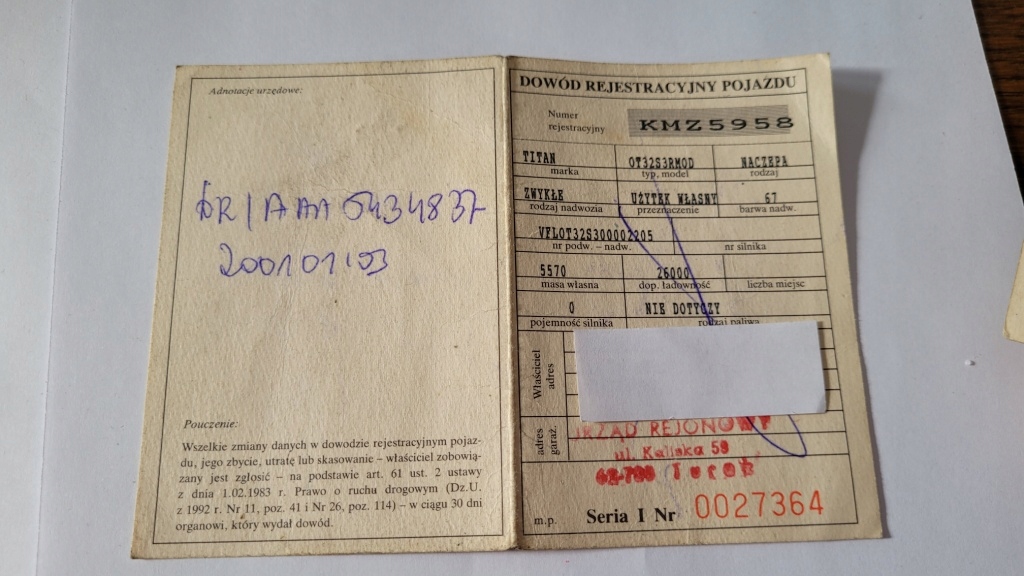 Adnotacje urzędowe:
DR/AAA 5434837
20010103
Pouczenie:
Wszelkie zmiany danych w dowodzie rejestracyjnym pojaz-
du, jego zbycie, utratę lub skasowanie – właściciel zobowią-
zany jest zgłosić – na podstawie art. 61 ust. 2 ustawy
z dnia 1.02.1983 r. Prawo o ruchu drogowym (Dz.U.
z 1992 r. Nr 11, poz. 41 i Nr 26, poz. 114) – w ciągu 30 dni
organowi, który wydał dowód.
DOWÓD REJESTRACYJNY POJAZDU
Numer
rejestracyjny KMZ5958
TITAN OT32S3RMOD NACZEPA
marka typ, model rodzaj
ZWYKŁE UŻYTEK WŁASNY 67
rodzaj nadwozia przeznaczenie barwa nadw.
VFLOT32S300002205
nr podw. – nadw. nr silnika
5570 26000
masa własna dop. ładowność liczba miejsc
0 NIE DOTYCZY
pojemność silnika rodzaj paliwa
Właściciel
adres
adres
garaż.
URZĄD REJONOWY
ul. Kaliska 59
62-700 Turek
m.p. Seria I Nr 0027364